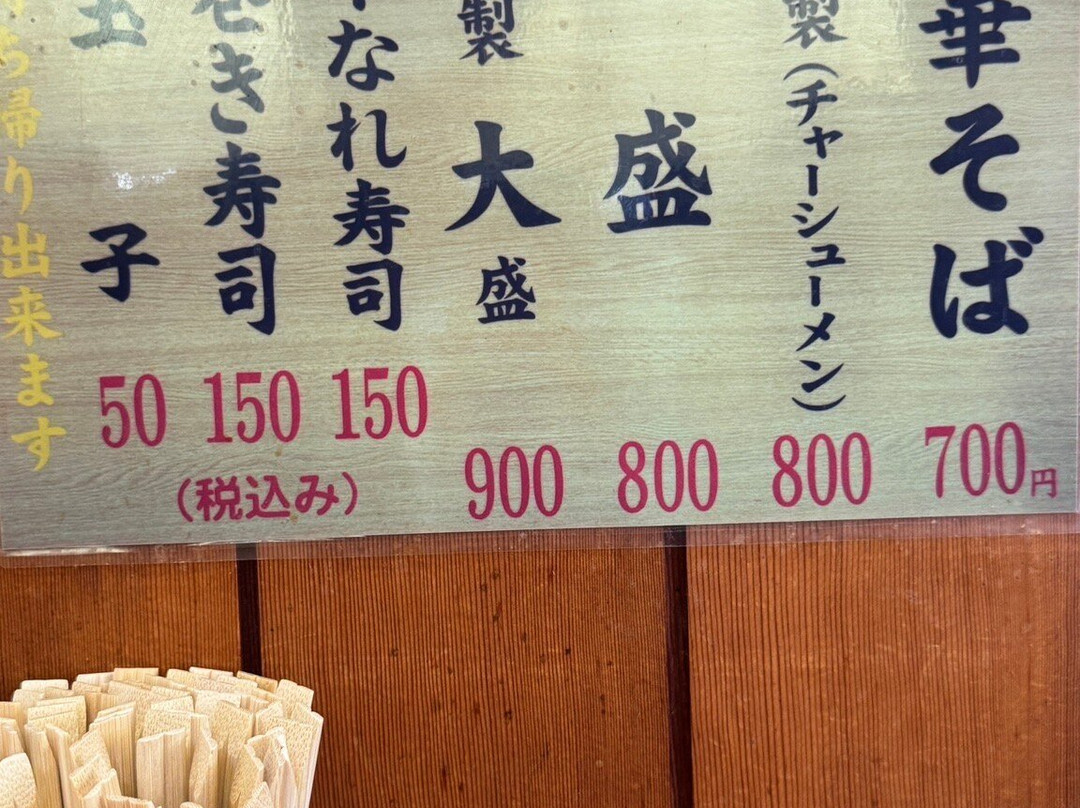 華そば 700円
製(チャーシューメン) 800
盛 800
製 大盛 900
なれ寿司 150
巻き寿司 150
玉子 50
(税込み)
ち帰り出来ます